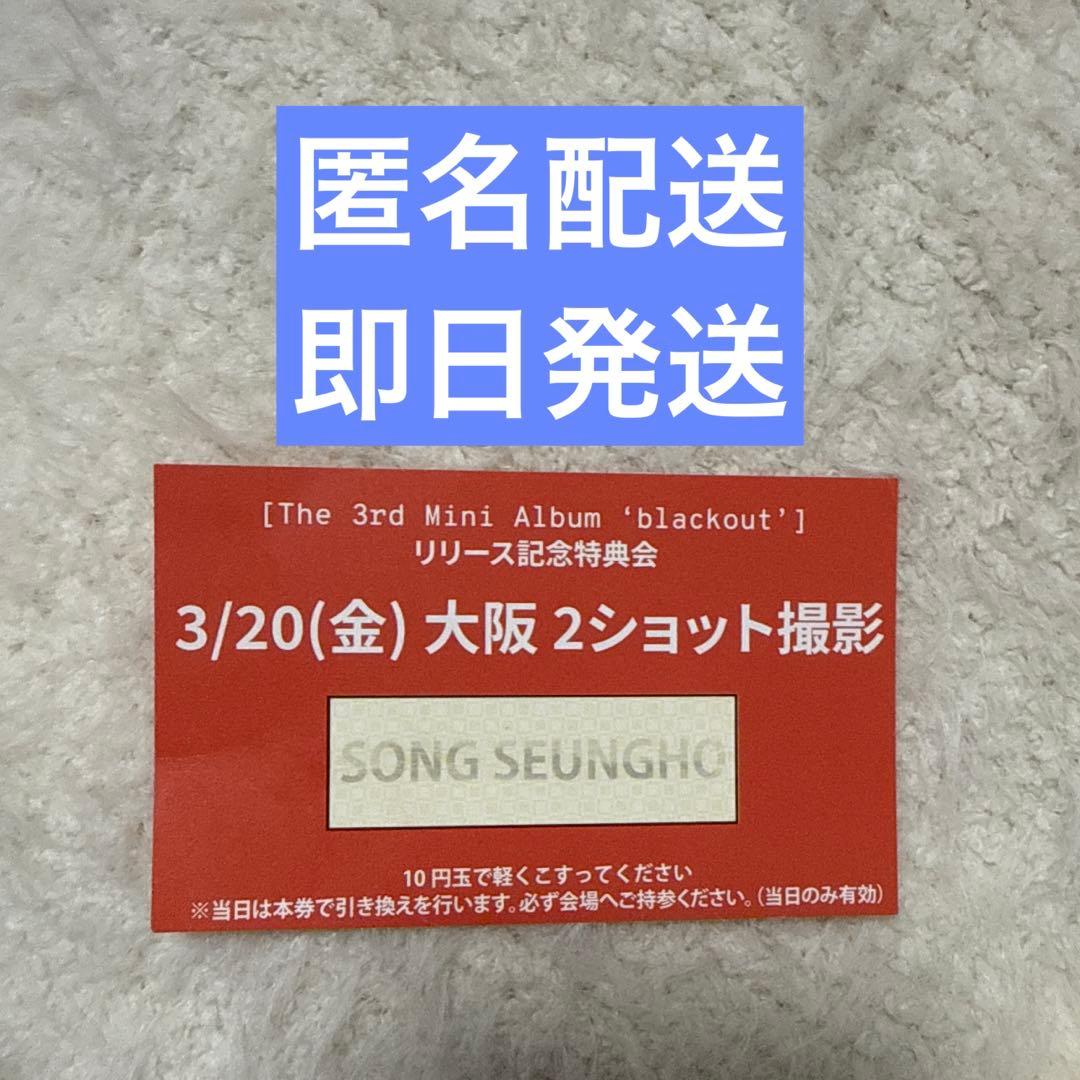 匿名配送
即日発送
[The 3rd Mini Album ‘blackout’]
リリース記念特典会
3/20(金) 大阪 2ショット撮影
SONG SEUNGHO
10円玉で軽くこすってください
※当日は本券で引き換えを行います。必ず会場へご持参ください。(当日のみ有効)